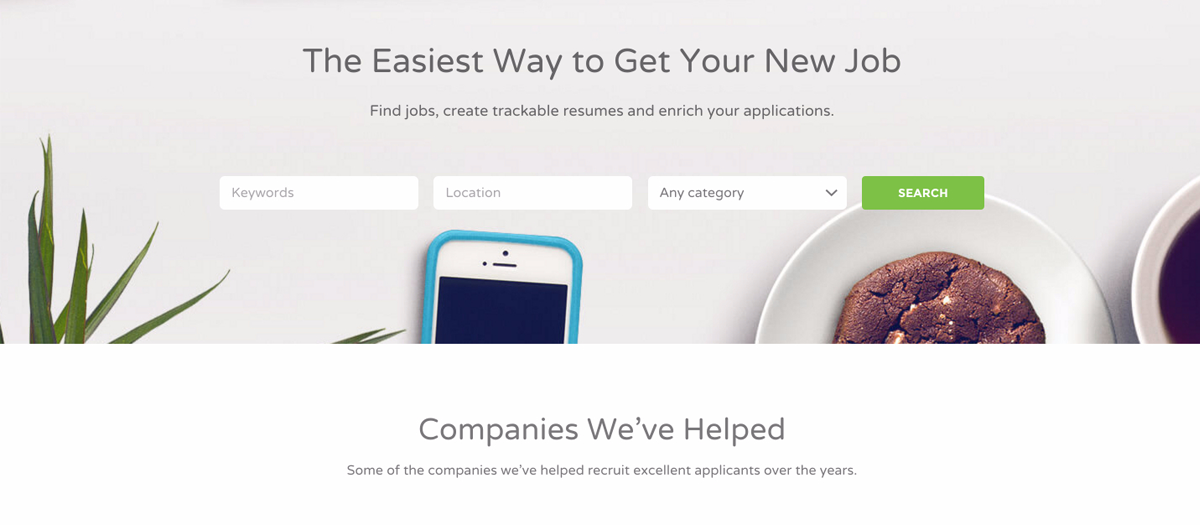 The Easiest Way to Get Your New Job
Find jobs, create trackable resumes and enrich your applications.
Keywords
Location
Any category
SEARCH
Companies We’ve Helped
Some of the companies we’ve helped recruit excellent applicants over the years.